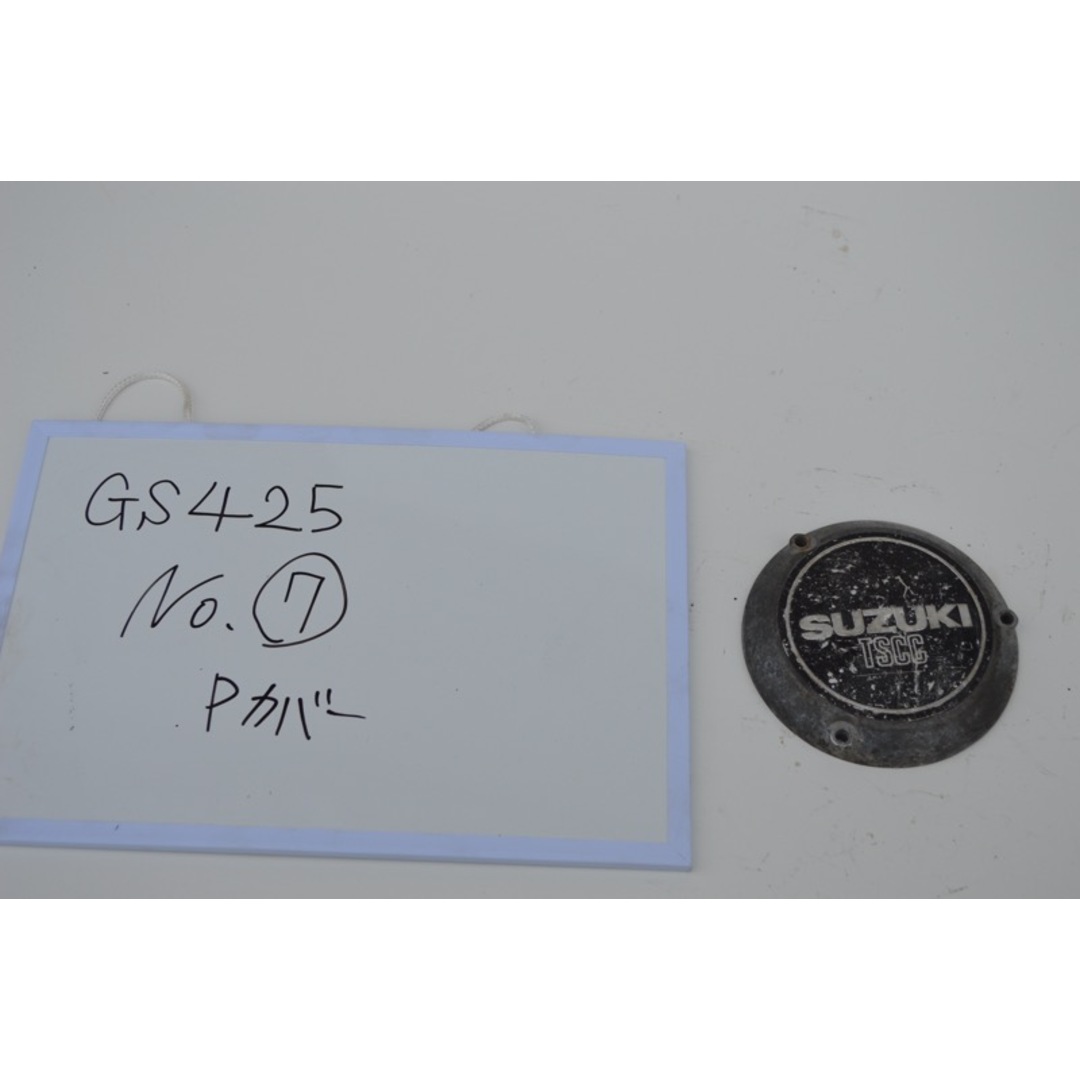 GS425
No.⑦
Pカバー
SUZUKI
TSCC